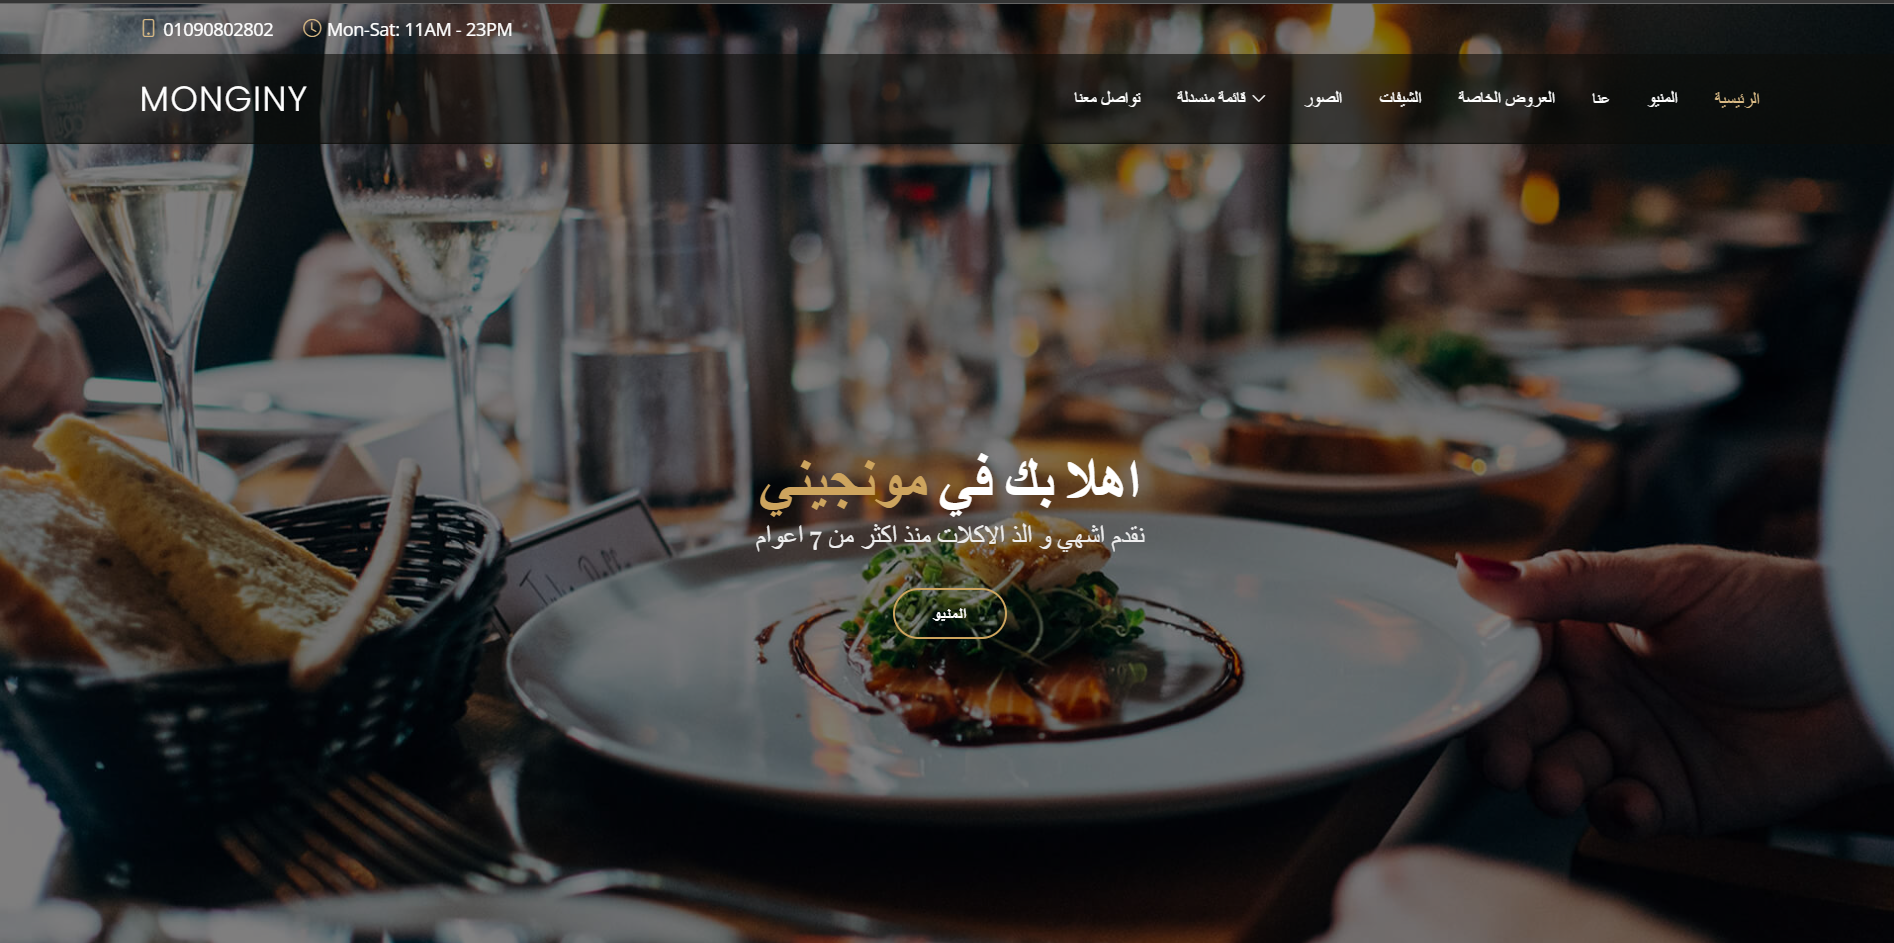 01090802802 Mon-Sat: 11AM - 23PM
MONGINY
الرئيسية المنيو عنا العروض الخاصة الشيفات الصور قائمة منسدلة تواصل معنا
اهلا بك في مونجيني
نقدم اشهي و الذ الاكلات منذ اكثر من 7 اعوام
المنيو